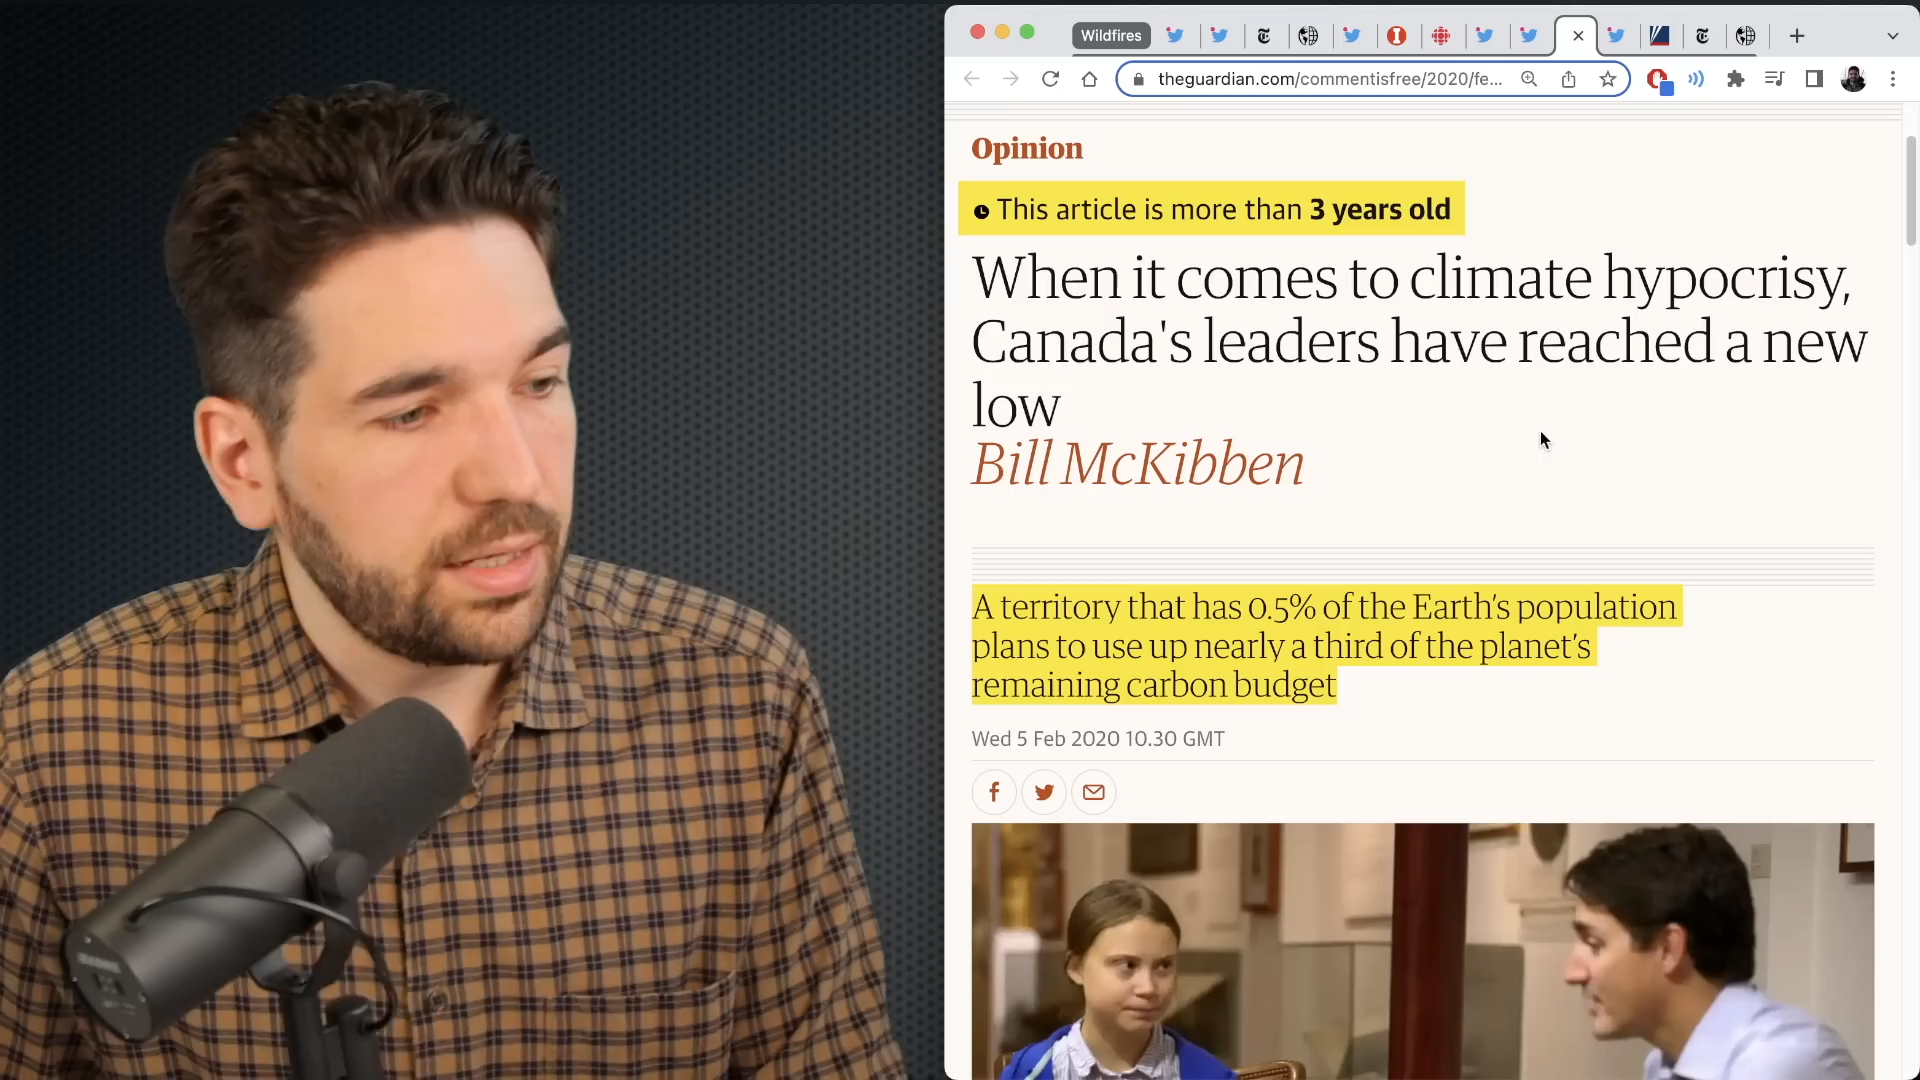 Wildfires
theguardian.com/commentisfree/2020/fe...
Opinion
This article is more than 3 years old
When it comes to climate hypocrisy,
Canada's leaders have reached a new
low
Bill McKibben
A territory that has 0.5% of the Earth's population
plans to use up nearly a third of the planet's
remaining carbon budget
Wed 5 Feb 2020 10.30 GMT